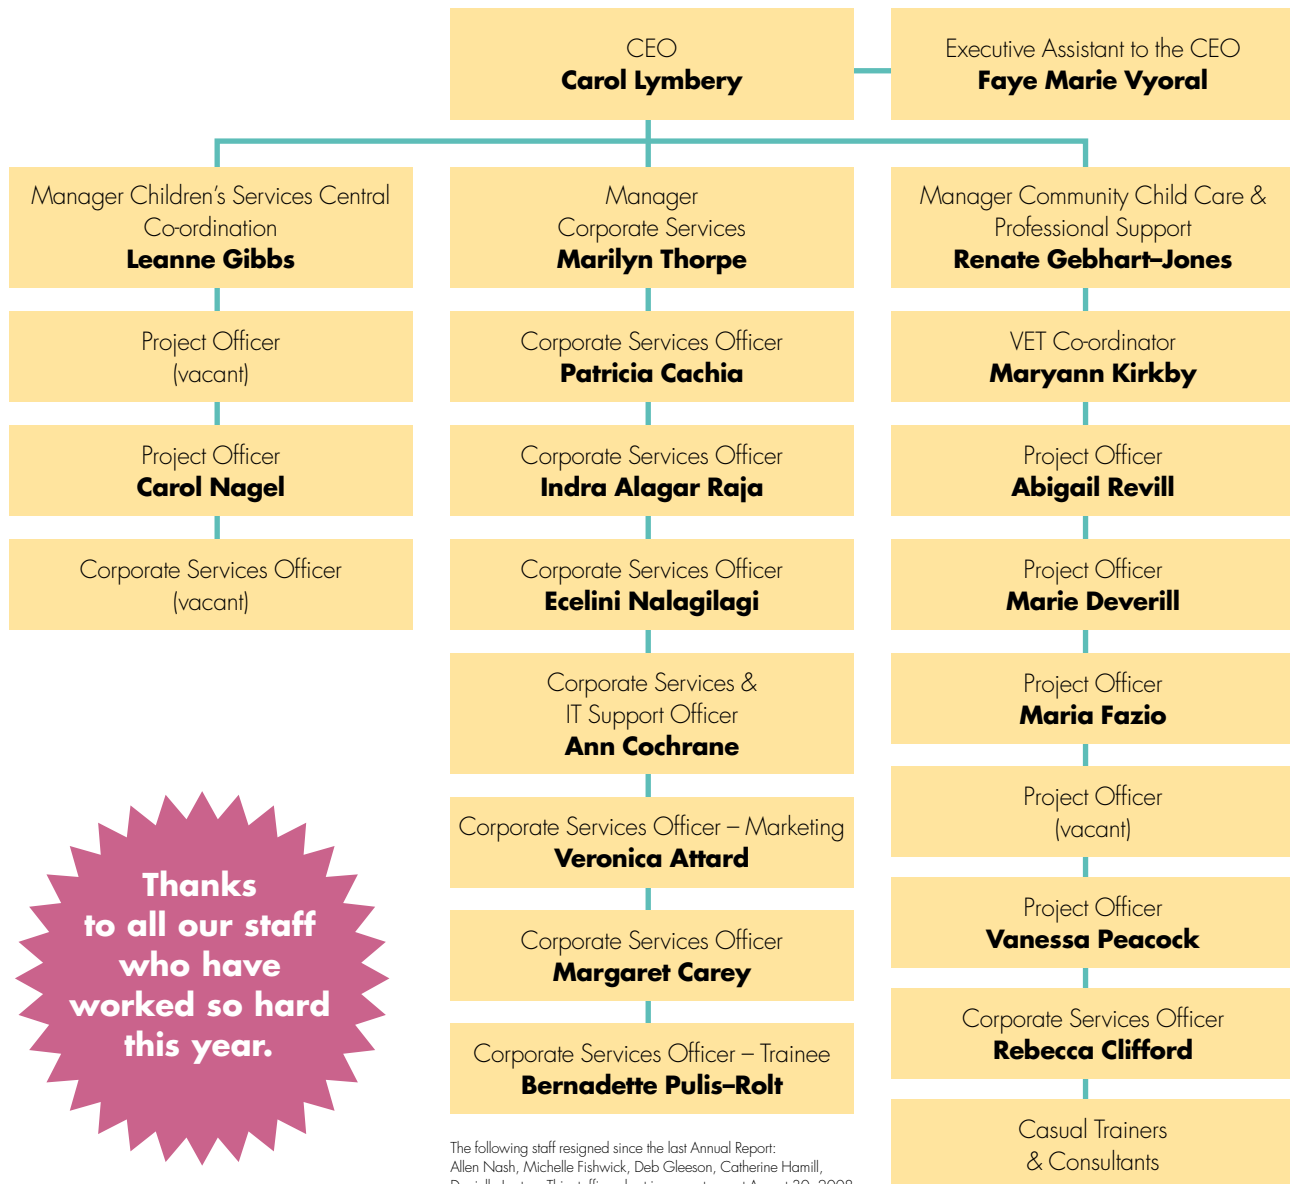 CEO
Carol Lymbery
Executive Assistant to the CEO
Faye Marie Vyoral
Manager Children's Services Central
Co-ordination
Leanne Gibbs
Project Officer
(vacant)
Project Officer
Carol Nagel
Corporate Services Officer
(vacant)
Manager
Corporate Services
Marilyn Thorpe
Corporate Services Officer
Patricia Cachia
Corporate Services Officer
Indra Alagar Raja
Corporate Services Officer
Ecelini Nalagilagi
Corporate Services &
IT Support Officer
Ann Cochrane
Corporate Services Officer – Marketing
Veronica Attard
Corporate Services Officer
Margaret Carey
Corporate Services Officer – Trainee
Bernadette Pulis–Rolt
Manager Community Child Care &
Professional Support
Renate Gebhart–Jones
VET Co-ordinator
Maryann Kirkby
Project Officer
Abigail Revill
Project Officer
Marie Deverill
Project Officer
Maria Fazio
Project Officer
(vacant)
Project Officer
Vanessa Peacock
Corporate Services Officer
Rebecca Clifford
Casual Trainers
& Consultants
Thanks
to all our staff
who have
worked so hard
this year.
The following staff resigned since the last Annual Report:
Allen Nash, Michelle Fishwick, Deb Gleeson, Catherine Hamill,